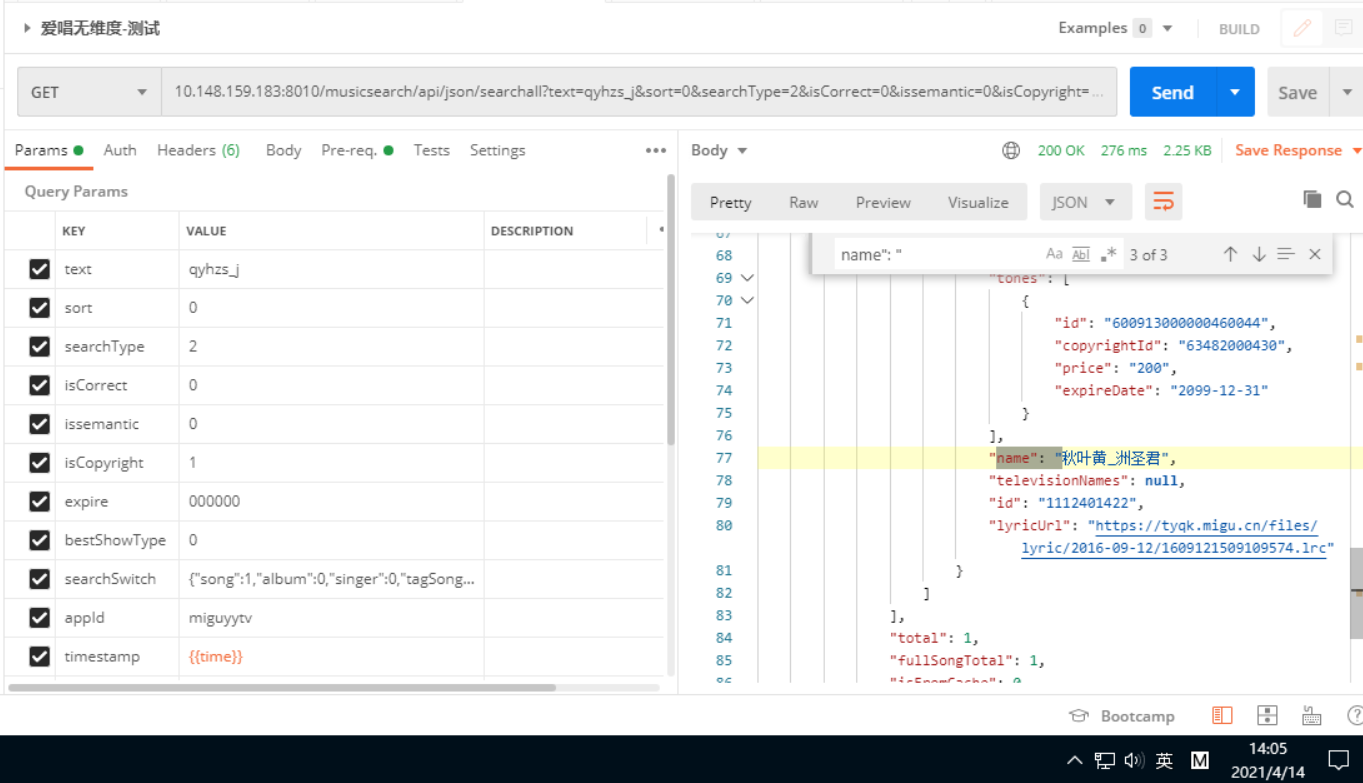 爱唱无维度-测试
Examples 0
BUILD
GET
10.148.159.183:8010/musicsearch/api/json/searchall?text=qyhzs_j&sort=0&searchType=2&isCorrect=0&issemantic=0&isCopyright= ...
Send
Save
Params
Auth
Headers (6)
Body
Pre-req.
Tests
Settings
Query Params
KEY VALUE DESCRIPTION
text qyhzs_j
sort 0
searchType 2
isCorrect 0
issemantic 0
isCopyright 1
expire 000000
bestShowType 0
searchSwitch {"song":1,"album":0,"singer":0,"tagSong...
appId miguyytv
timestamp {{time}}
Body
200 OK 276 ms 2.25 KB Save Response
Pretty Raw Preview Visualize JSON
name": " Aa Abl .* 3 of 3
67
68
69 "tones": [
70 {
71 "id": "600913000000460044",
72 "copyrightId": "63482000430",
73 "price": "200",
74 "expireDate": "2099-12-31"
75 }
76 ],
77 "name": "秋叶黄_洲圣君",
78 "televisionNames": null,
79 "id": "1112401422",
80 "lyricUrl": "https://tyqk.migu.cn/files/
lyric/2016-09-12/1609121509109574.lrc"
81 }
82 ]
83 ],
84 "total": 1,
85 "fullSongTotal": 1,
86 "isFromCache": 0
Bootcamp
英 M
14:05
2021/4/14